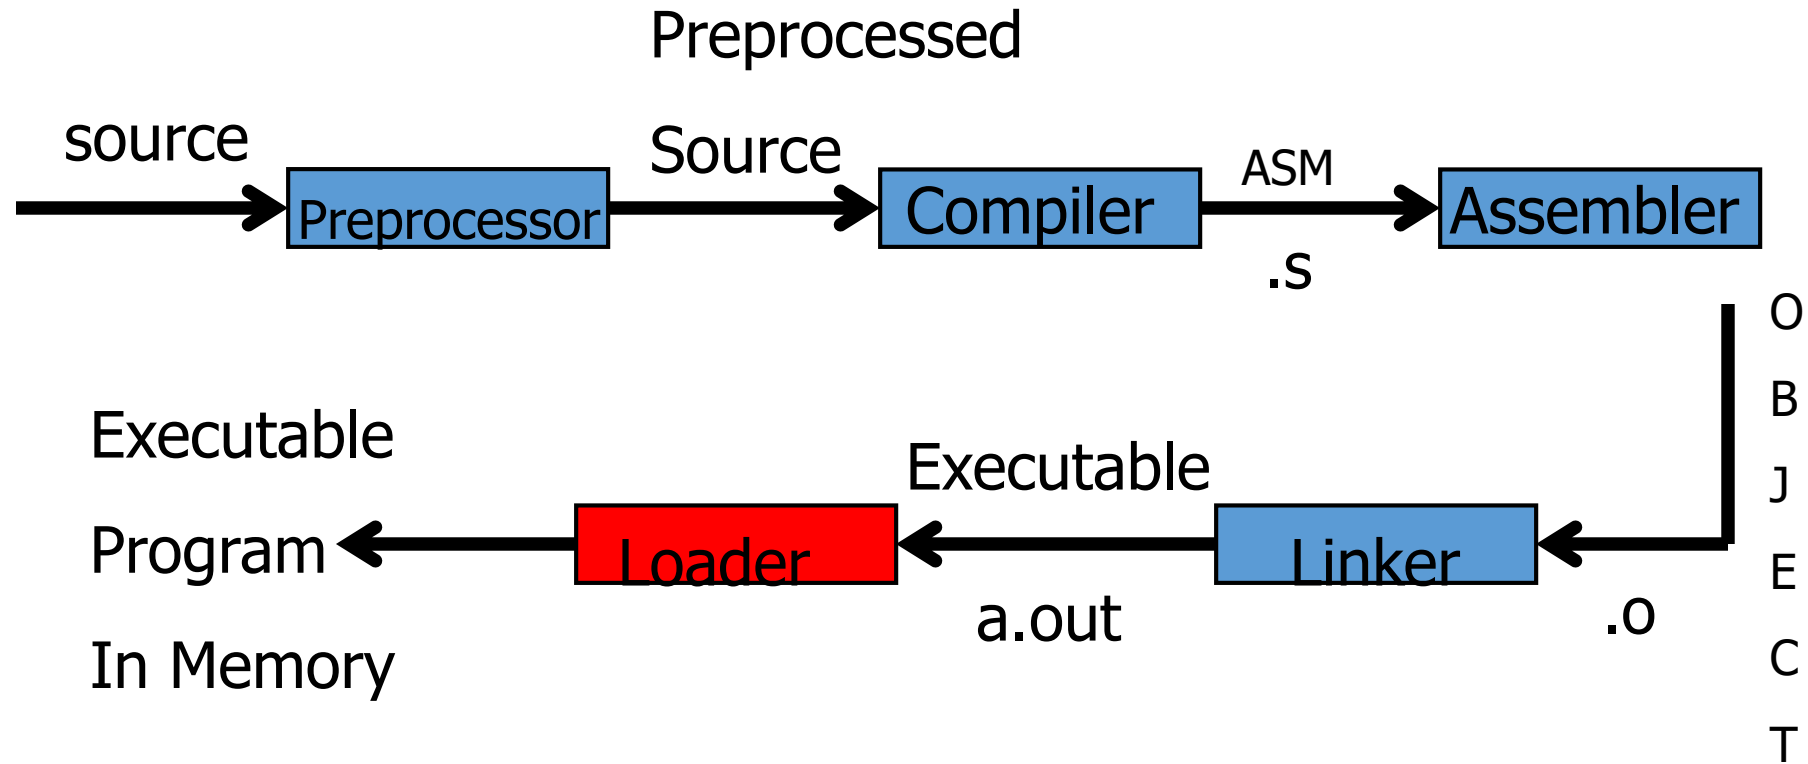 Preprocessed
source
Source
Preprocessor
Compiler
ASM
.s
Assembler
O
B
J
E
C
T
.o
Linker
Executable
a.out
Loader
Executable
Program
In Memory